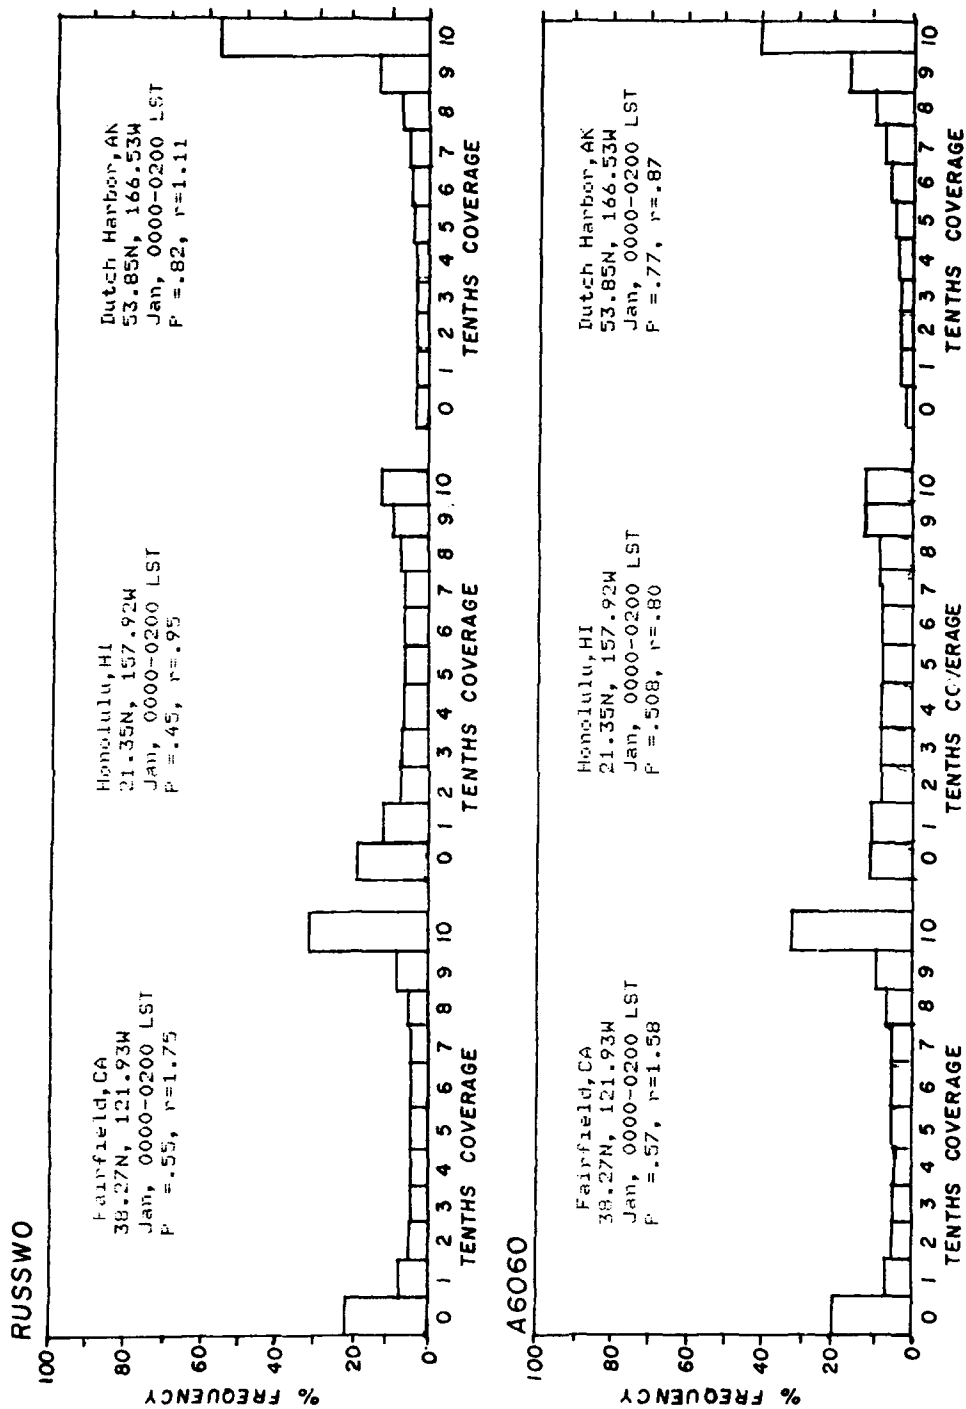 RUSSWO
% FREQUENCY
100
80
60
40
20
0
Fairfield,CA
38.27N, 121.93W
Jan, 0000-0200 LST
P =.55, r=1.75
0 1 2 3 4 5 6 7 8 9 10
TENTHS COVERAGE
Honolulu,HI
21.35N, 157.92W
Jan, 0000-0200 LST
P =.45, r=.95
0 1 2 3 4 5 6 7 8 9 10
TENTHS COVERAGE
Dutch Harbor,AK
53.85N, 166.53W
Jan, 0000-0200 LST
P =.82, r=1.11
0 1 2 3 4 5 6 7 8 9 10
TENTHS COVERAGE
A6060
% FREQUENCY
100
80
60
40
20
0
Fairfield,CA
38.27N, 121.93W
Jan, 0000-0200 LST
P =.57, r=1.58
0 1 2 3 4 5 6 7 8 9 10
TENTHS COVERAGE
Honolulu,HI
21.35N, 157.92W
Jan, 0000-0200 LST
P =.508, r=.80
0 1 2 3 4 5 6 7 8 9 10
TENTHS COVERAGE
Dutch Harbor,AK
53.85N, 166.53W
Jan, 0000-0200 LST
P =.77, r=.87
0 1 2 3 4 5 6 7 8 9 10
TENTHS COVERAGE